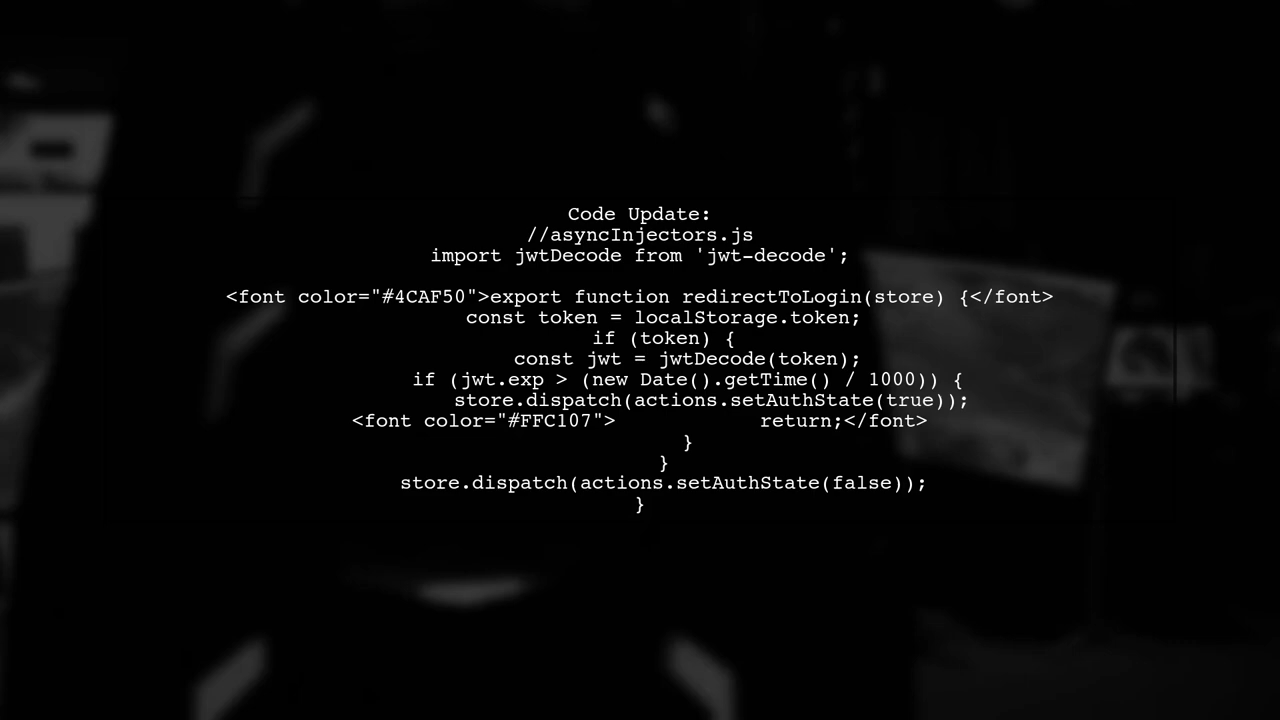 Code Update:
//asyncInjectors.js
import jwtDecode from 'jwt-decode';
<font color="#4CAF50">export function redirectToLogin(store) {</font>
const token = localStorage.token;
if (token) {
const jwt = jwtDecode(token);
if (jwt.exp > (new Date().getTime() / 1000)) {
store.dispatch(actions.setAuthState(true));
<font color="#FFC107">            return;</font>
}
}
store.dispatch(actions.setAuthState(false));
}